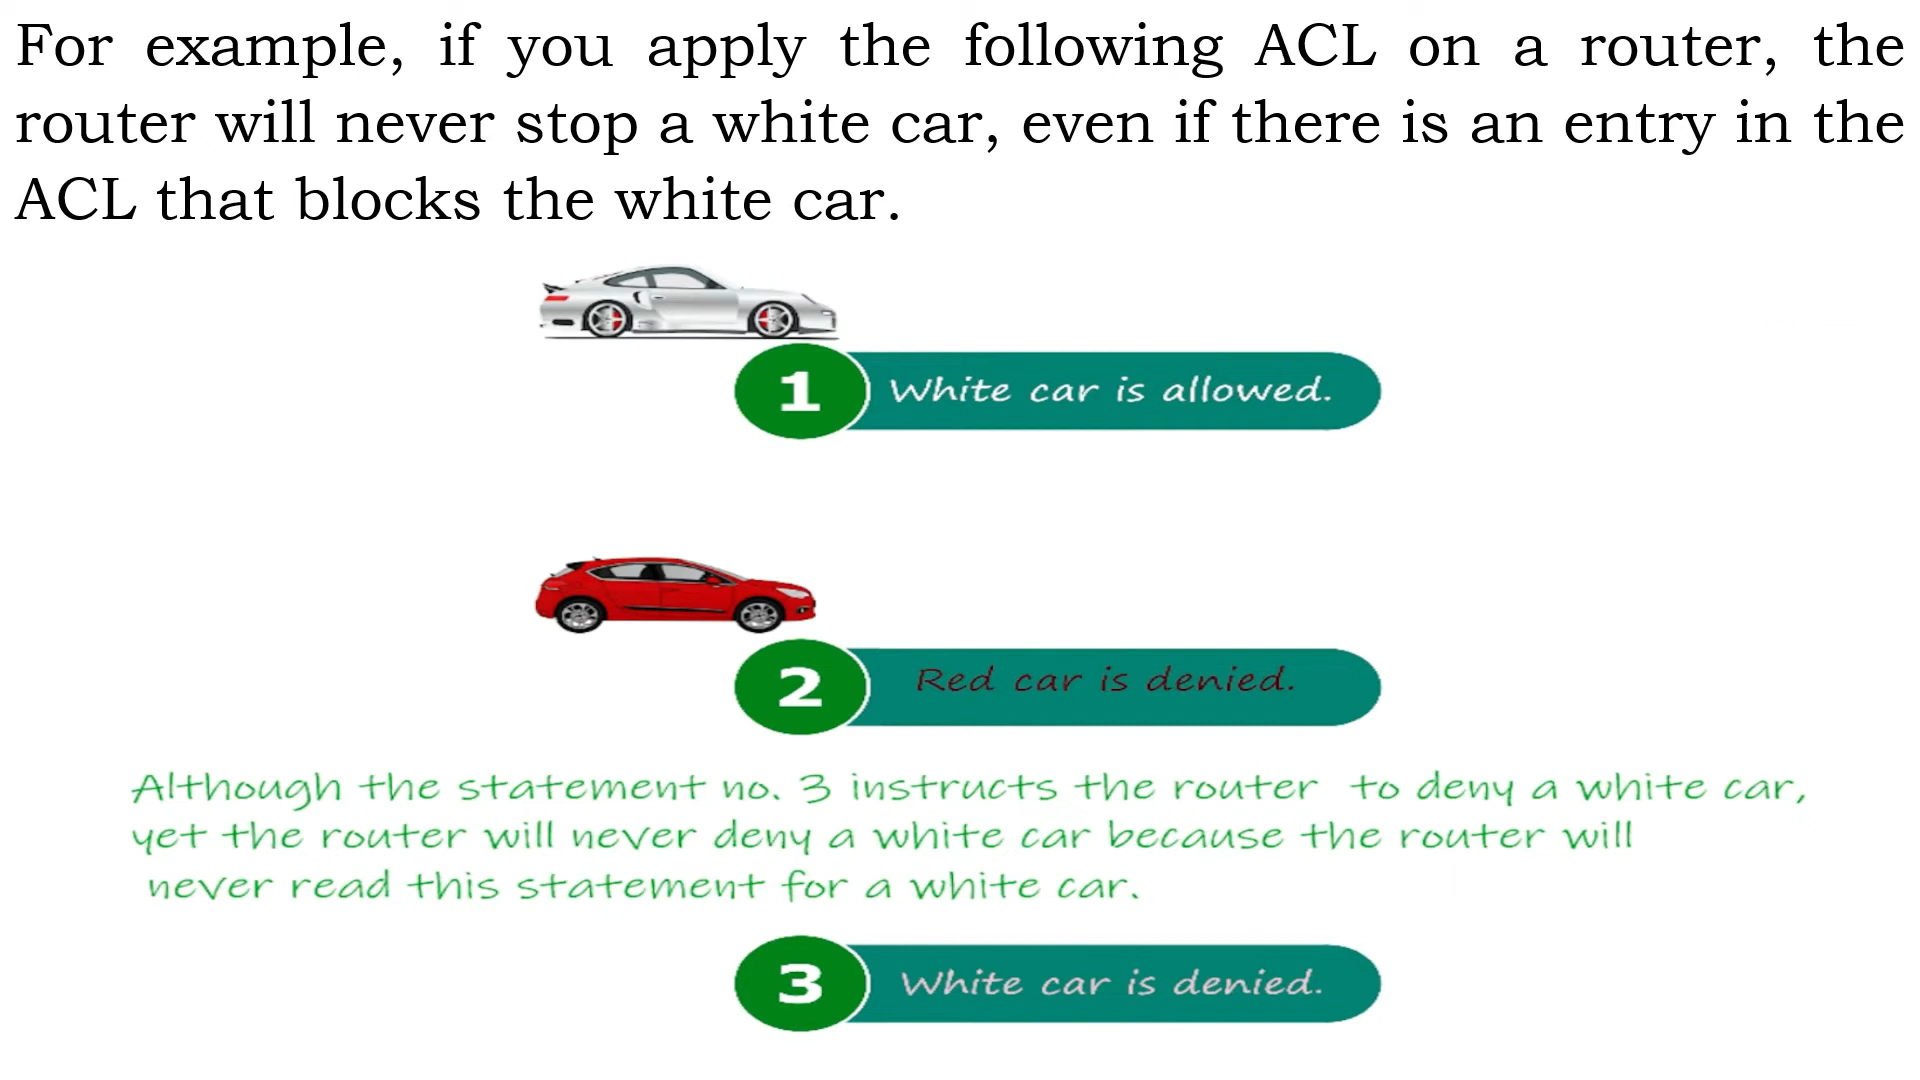 For example, if you apply the following ACL on a router, the
router will never stop a white car, even if there is an entry in the
ACL that blocks the white car.
1 White car is allowed.
2 Red car is denied.
Although the statement no. 3 instructs the router to deny a white car,
yet the router will never deny a white car because the router will
never read this statement for a white car.
3 White car is denied.